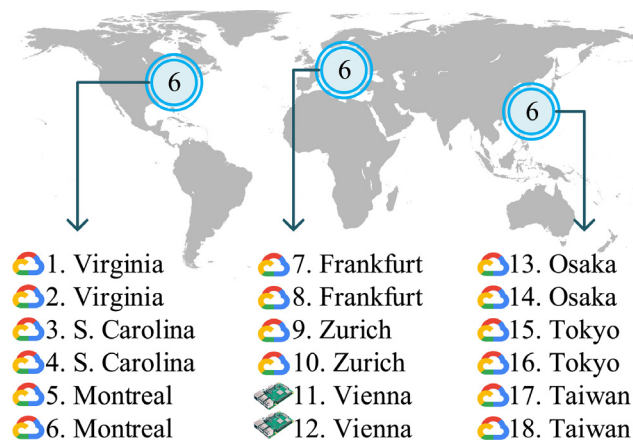 6
6
6
1. Virginia
2. Virginia
3. S. Carolina
4. S. Carolina
5. Montreal
6. Montreal
7. Frankfurt
8. Frankfurt
9. Zurich
10. Zurich
11. Vienna
12. Vienna
13. Osaka
14. Osaka
15. Tokyo
16. Tokyo
17. Taiwan
18. Taiwan